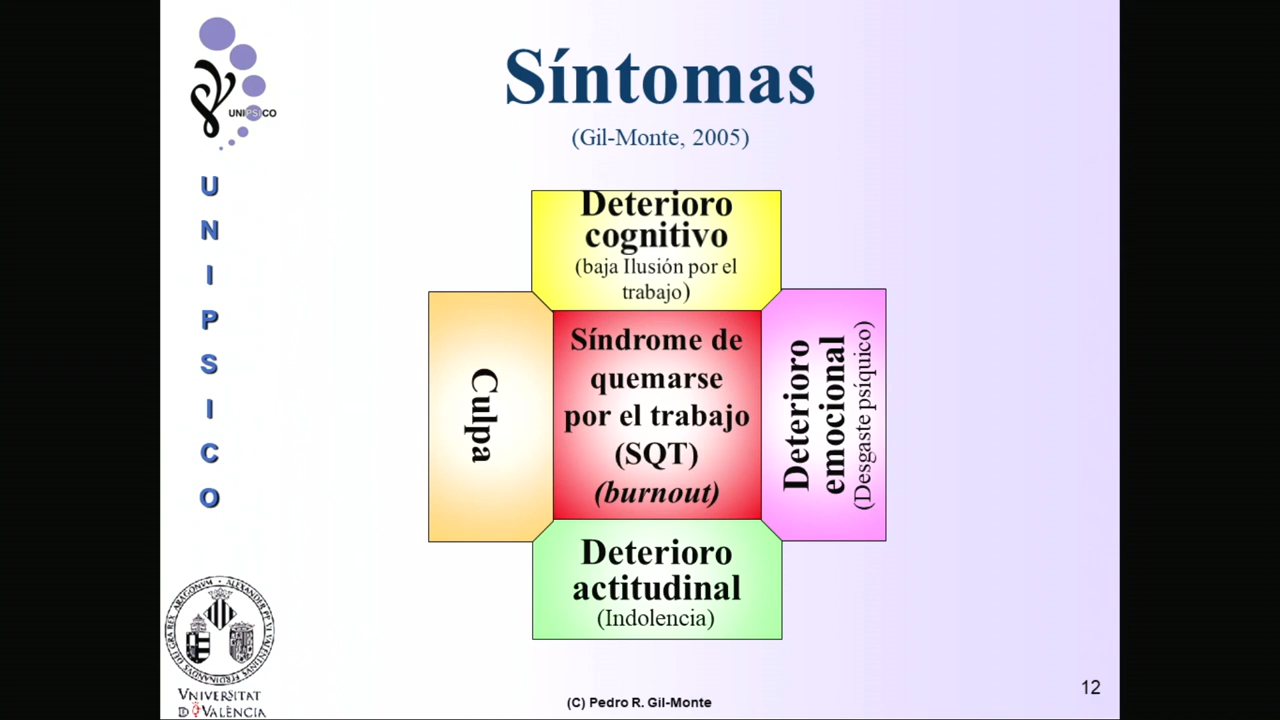 Síntomas
(Gil-Monte, 2005)
UNIPSICO
U
N
I
P
S
I
C
O
Deterioro
cognitivo
(baja Ilusión por el
trabajo)
Culpa
Síndrome de
quemarse
por el trabajo
(SQT)
(burnout)
Deterioro
emocional
(Desgaste psíquico)
Deterioro
actitudinal
(Indolencia)
VNIVERSITAT
D VALÈNCIA
(C) Pedro R. Gil-Monte
12